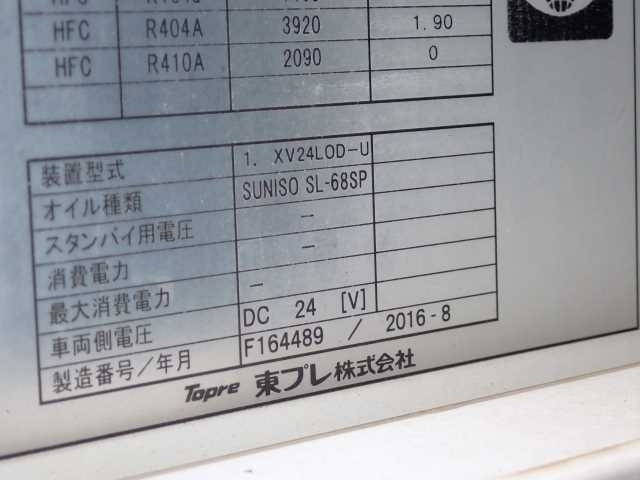 HFC R404A 3920 1.90
HFC R410A 2090 0
装置型式 1. XV24LOD-U
オイル種類 SUNISO SL-68SP
スタンバイ用電圧 -
消費電力 -
最大消費電力 -
車両側電圧 DC 24 [V]
製造番号/年月 F164489 / 2016-8
Topre 東プレ株式会社